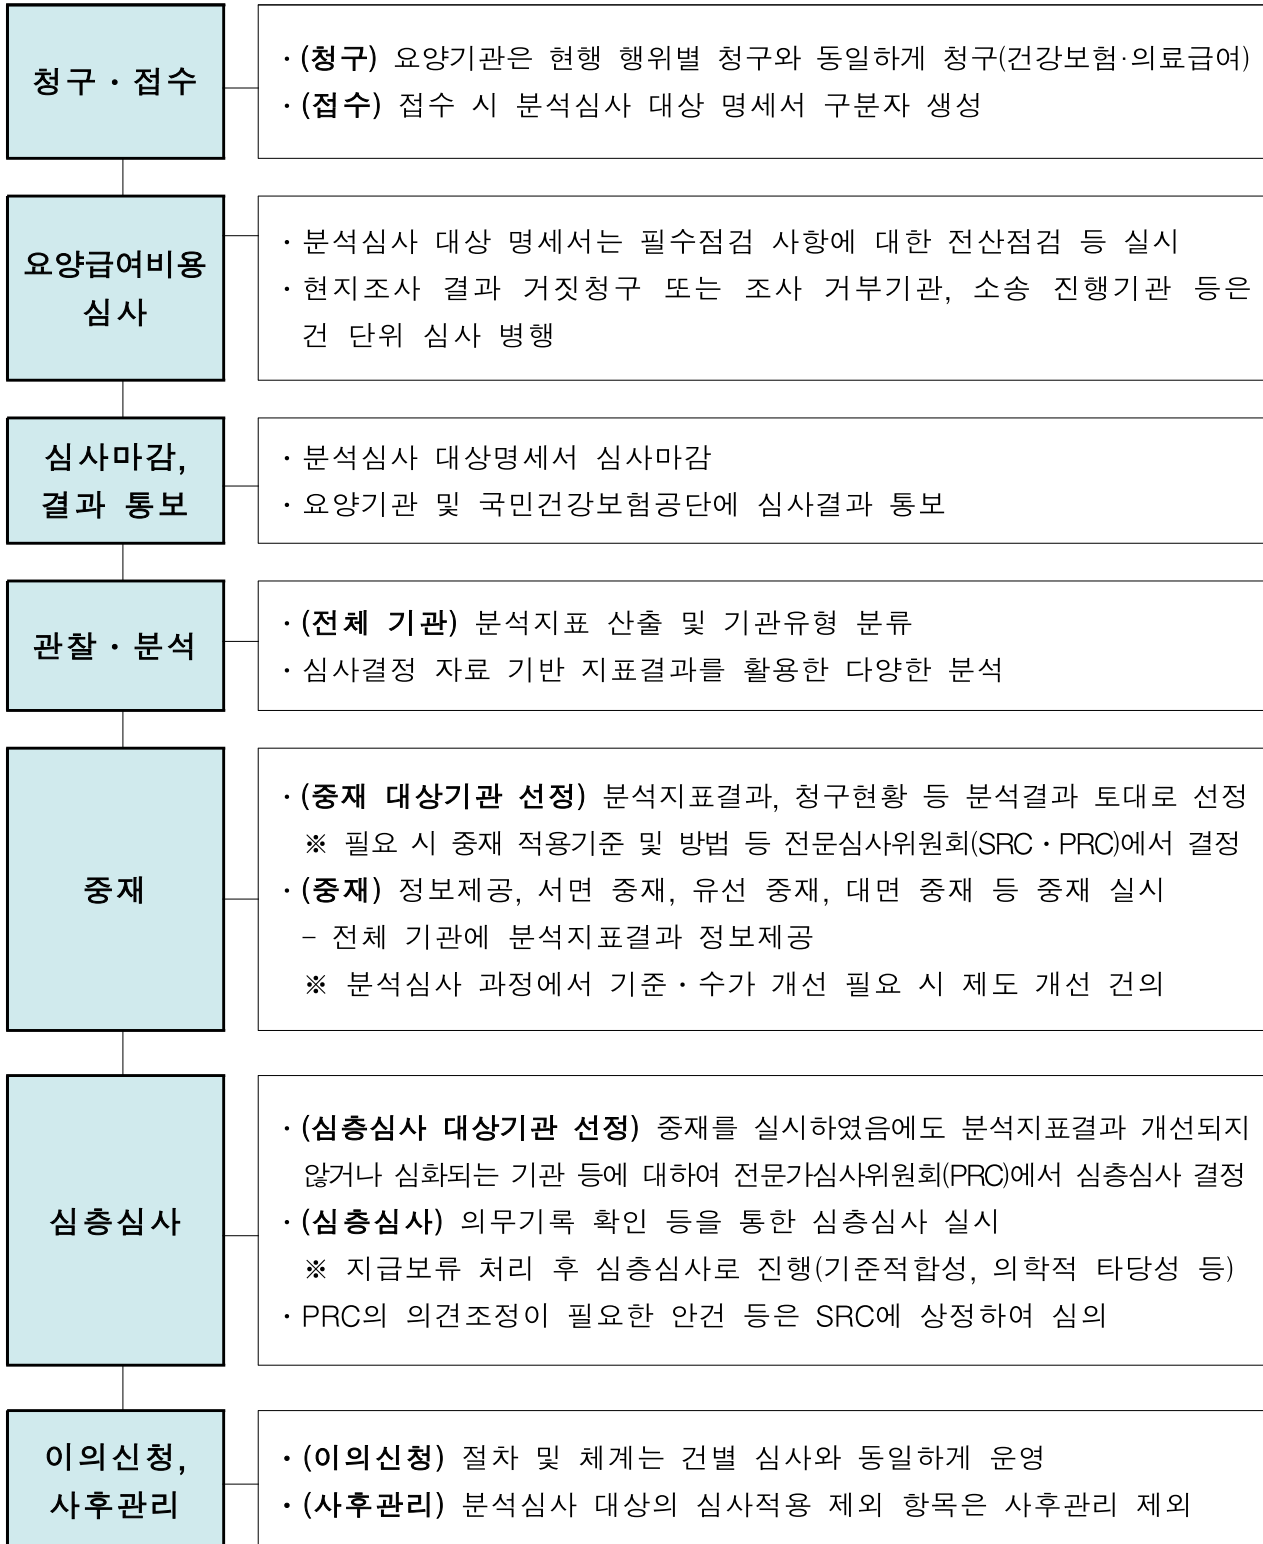 청구·접수
·(청구) 요양기관은 현행 행위별 청구와 동일하게 청구(건강보험·의료급여)
·(접수) 접수 시 분석심사 대상 명세서 구분자 생성
요양급여비용
심사
·분석심사 대상 명세서는 필수점검 사항에 대한 전산점검 등 실시
·현지조사 결과 거짓청구 또는 조사 거부기관, 소송 진행기관 등은
건 단위 심사 병행
심사마감,
결과 통보
·분석심사 대상명세서 심사마감
·요양기관 및 국민건강보험공단에 심사결과 통보
관찰·분석
·(전체 기관) 분석지표 산출 및 기관유형 분류
·심사결정 자료 기반 지표결과를 활용한 다양한 분석
중재
·(중재 대상기관 선정) 분석지표결과, 청구현황 등 분석결과 토대로 선정
※ 필요 시 중재 적용기준 및 방법 등 전문심사위원회(SRC·PRC)에서 결정
·(중재) 정보제공, 서면 중재, 유선 중재, 대면 중재 등 중재 실시
- 전체 기관에 분석지표결과 정보제공
※ 분석심사 과정에서 기준·수가 개선 필요 시 제도 개선 건의
심층심사
·(심층심사 대상기관 선정) 중재를 실시하였음에도 분석지표결과 개선되지
않거나 심화되는 기관 등에 대하여 전문가심사위원회(PRC)에서 심층심사 결정
·(심층심사) 의무기록 확인 등을 통한 심층심사 실시
※ 지급보류 처리 후 심층심사로 진행(기준적합성, 의학적 타당성 등)
·PRC의 의견조정이 필요한 안건 등은 SRC에 상정하여 심의
이의신청,
사후관리
·(이의신청) 절차 및 체계는 건별 심사와 동일하게 운영
·(사후관리) 분석심사 대상의 심사적용 제외 항목은 사후관리 제외